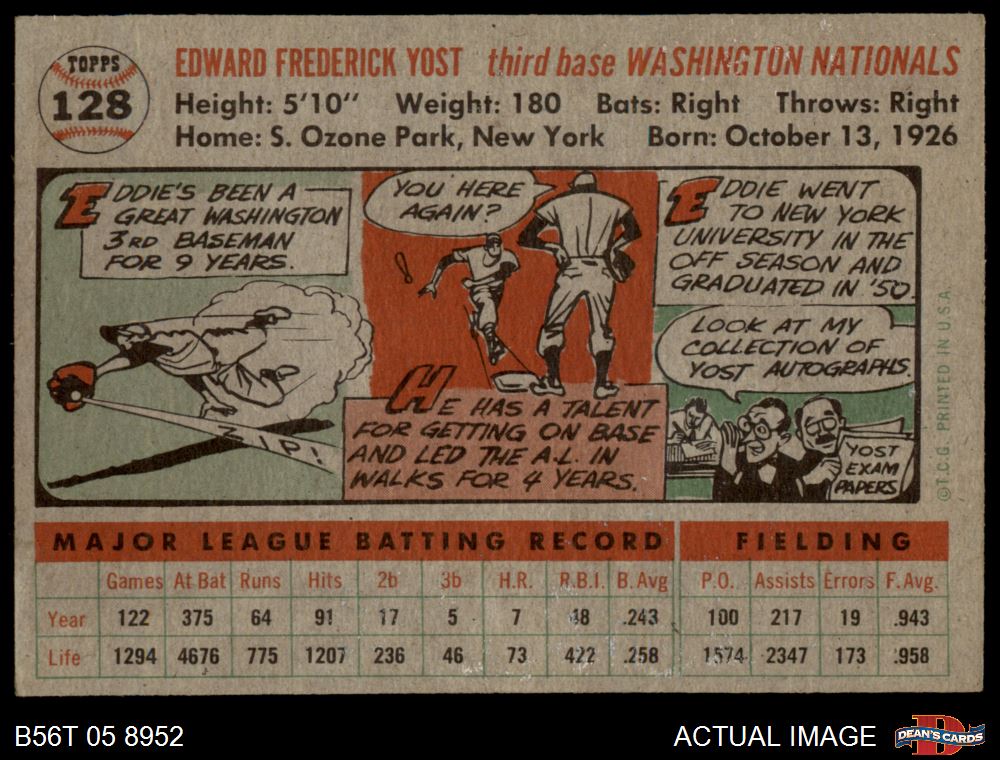 TOPPS
128
EDWARD FREDERICK YOST third base WASHINGTON NATIONALS
Height: 5'10" Weight: 180 Bats: Right Throws: Right
Home: S. Ozone Park, New York Born: October 13, 1926
EDDIE'S BEEN A
GREAT WASHINGTON
3RD BASEMAN
FOR 9 YEARS.
ZIP!
YOU HERE
AGAIN?
!
HE HAS A TALENT
FOR GETTING ON BASE
AND LED THE A.L. IN
WALKS FOR 4 YEARS.
EDDIE WENT
TO NEW YORK
UNIVERSITY IN THE
OFF SEASON AND
GRADUATED IN '50.
LOOK AT MY
COLLECTION OF
YOST AUTOGRAPHS.
YOST
EXAM
PAPERS
© T.C.G. PRINTED IN U.S.A.
MAJOR LEAGUE BATTING RECORD FIELDING
Games At Bat Runs Hits 2b 3b H.R. R.B.I. B. Avg P.O. Assists Errors F. Avg.
Year 122 375 64 91 17 5 7 48 .243 100 217 19 .943
Life 1294 4676 775 1207 236 46 73 422 .258 1574 2347 173 .958
B56T 05 8952
ACTUAL IMAGE
D
DEAN'S CARDS